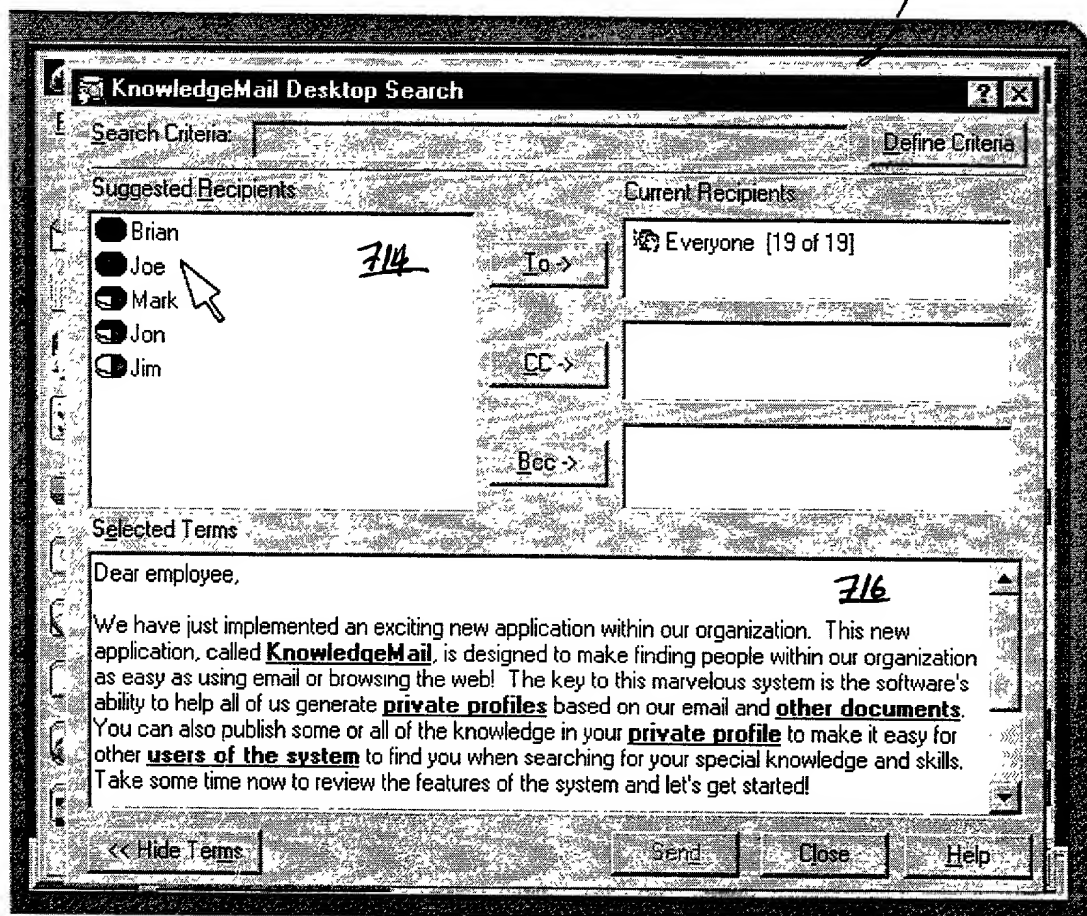 KnowledgeMail Desktop Search
Search Criteria:
Define Criteria
Suggested Recipients
Current Recipients
Brian
Joe
Mark
Jon
Jim
714
To ->
CC ->
Bcc ->
Everyone [19 of 19]
Selected Terms
Dear employee,
716
We have just implemented an exciting new application within our organization. This new
application, called KnowledgeMail, is designed to make finding people within our organization
as easy as using email or browsing the web! The key to this marvelous system is the software's
ability to help all of us generate private profiles based on our email and other documents.
You can also publish some or all of the knowledge in your private profile to make it easy for
other users of the system to find you when searching for your special knowledge and skills.
Take some time now to review the features of the system and let's get started!
<< Hide Terms
Send
Close
Help